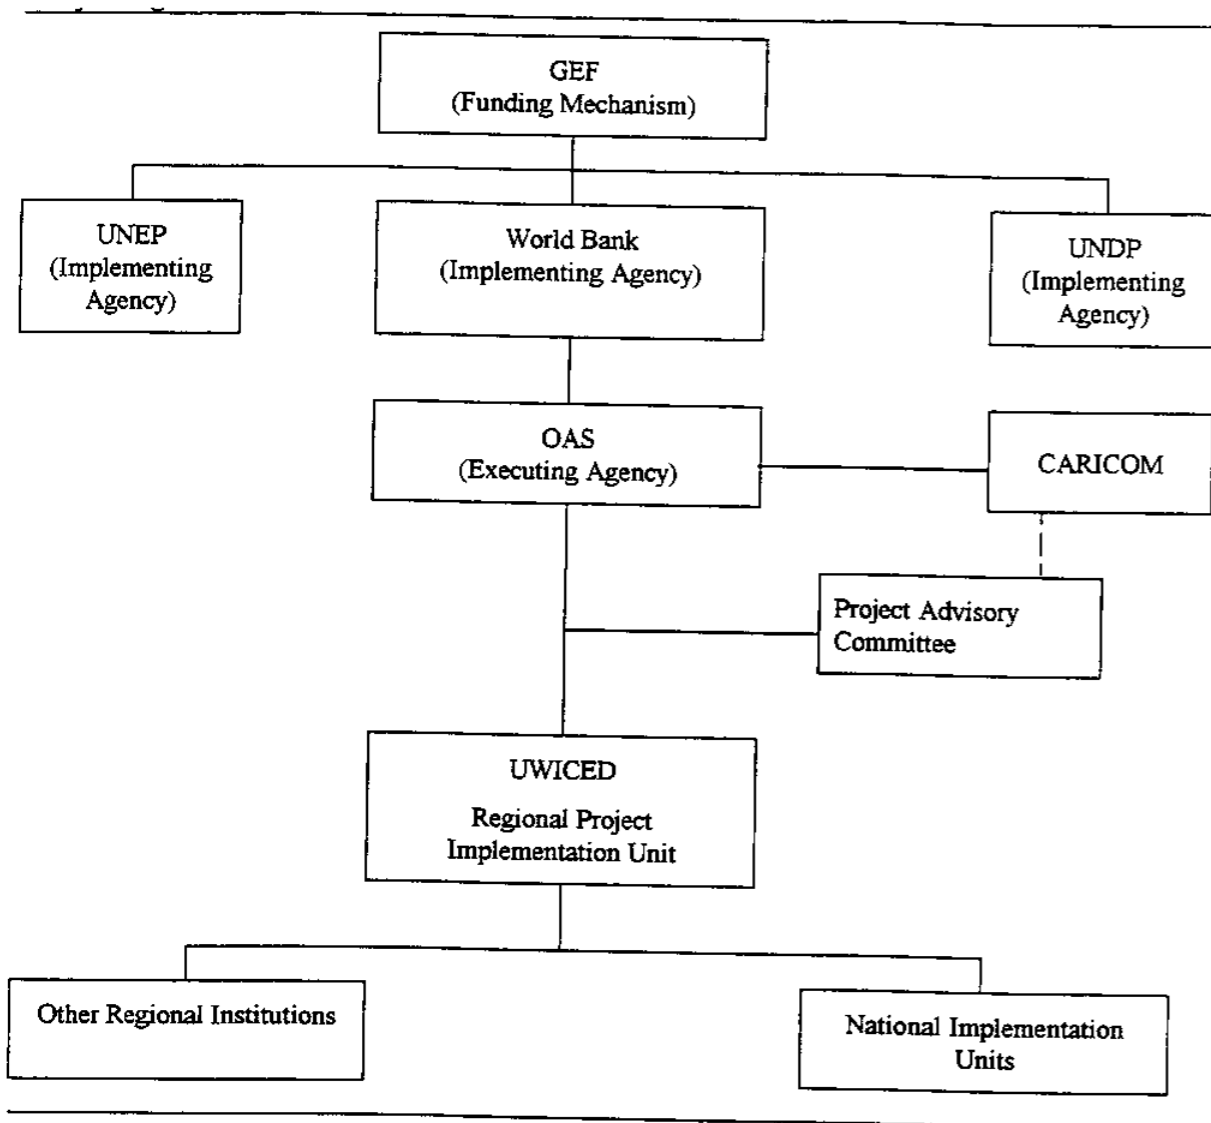 GEF
(Funding Mechanism)
UNEP
(Implementing
Agency)
World Bank
(Implementing Agency)
UNDP
(Implementing
Agency)
OAS
(Executing Agency)
CARICOM
Project Advisory
Committee
UWICED
Regional Project
Implementation Unit
Other Regional Institutions
National Implementation
Units